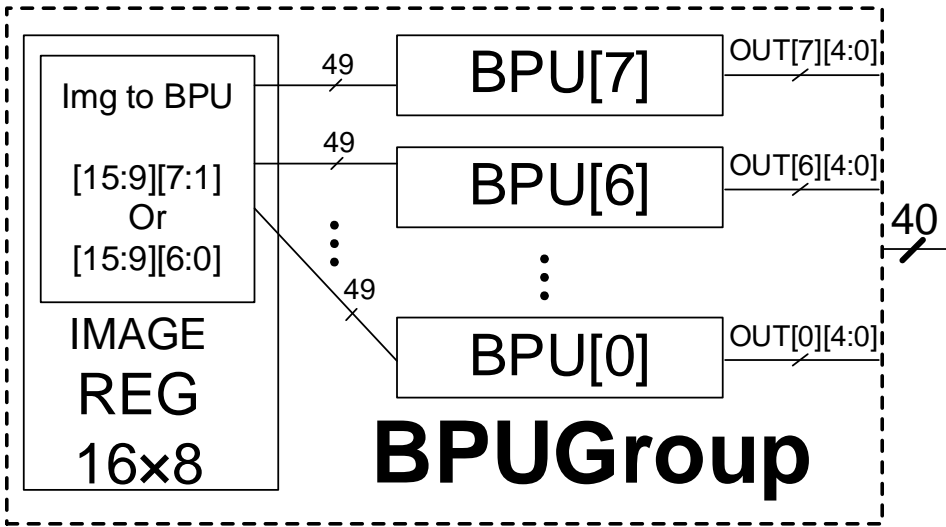 Img to BPU
[15:9][7:1]
Or
[15:9][6:0]
IMAGE
REG
16×8
49
BPU[7]
OUT[7][4:0]
49
BPU[6]
OUT[6][4:0]
49
BPU[0]
OUT[0][4:0]
BPUGroup
40